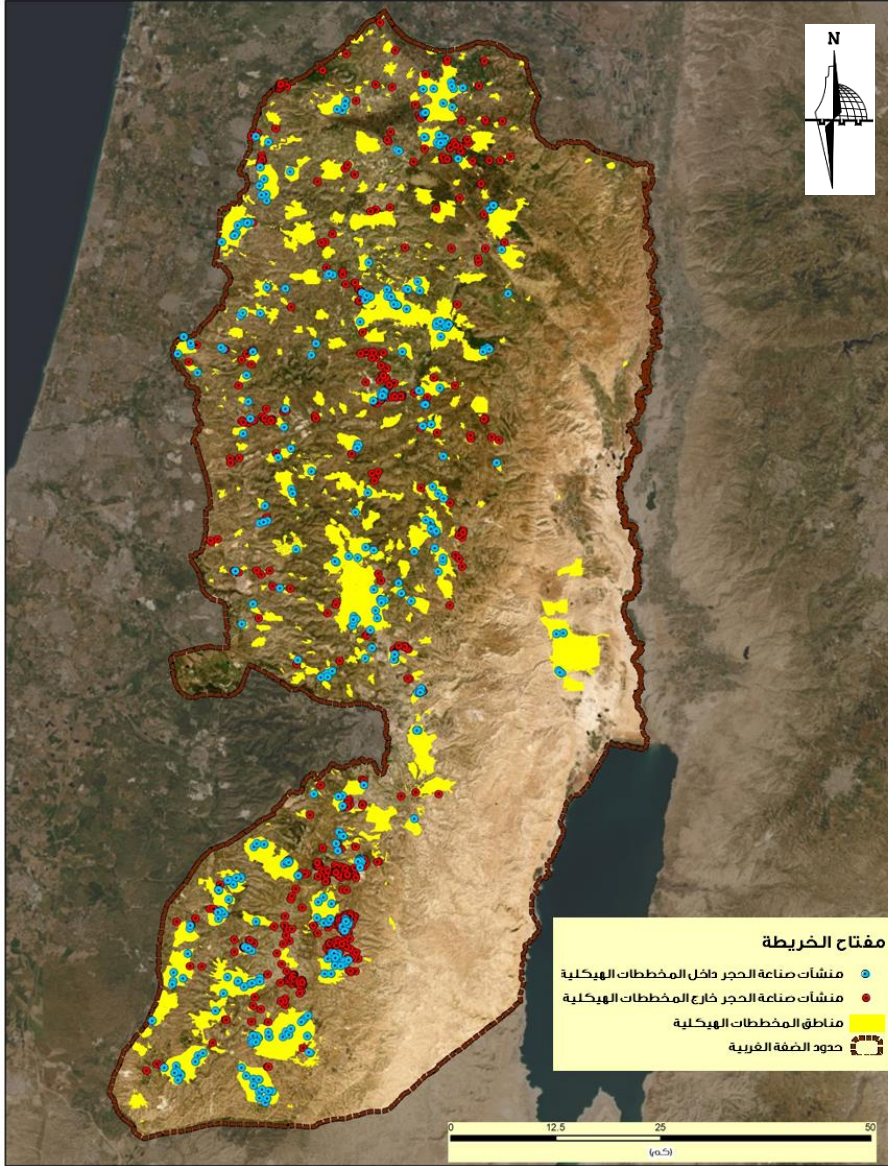 N
مفتاح الخريطة
منشآت صناعة الحجر داخل المخططات الهيكلية
منشآت صناعة الحجر خارج المخططات الهيكلية
مناطق المخططات الهيكلية
حدود الضفة الغربية
0 12.5 25 50
(كم)